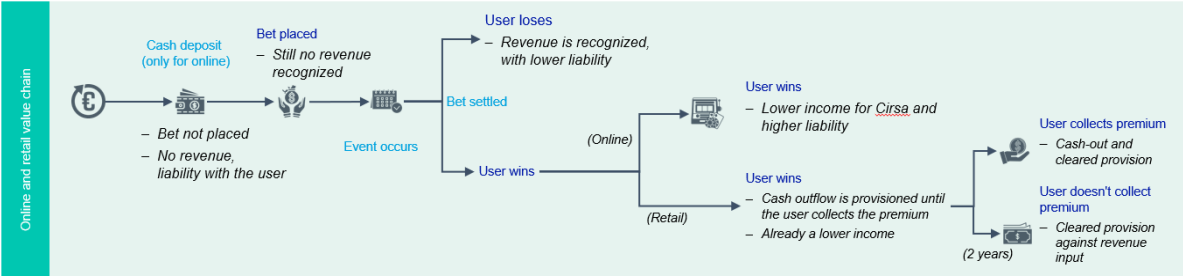 Online and retail value chain
Cash deposit
(only for online)
– Bet not placed
– No revenue,
liability with the user
Bet placed
– Still no revenue
recognized
Event occurs
Bet settled
User loses
– Revenue is recognized,
with lower liability
User wins
(Online)
(Retail)
User wins
– Lower income for Cirsa and
higher liability
User wins
– Cash outflow is provisioned until
the user collects the premium
– Already a lower income
User collects premium
– Cash-out and
cleared provision
(2 years)
User doesn't collect
premium
– Cleared provision
against revenue
input